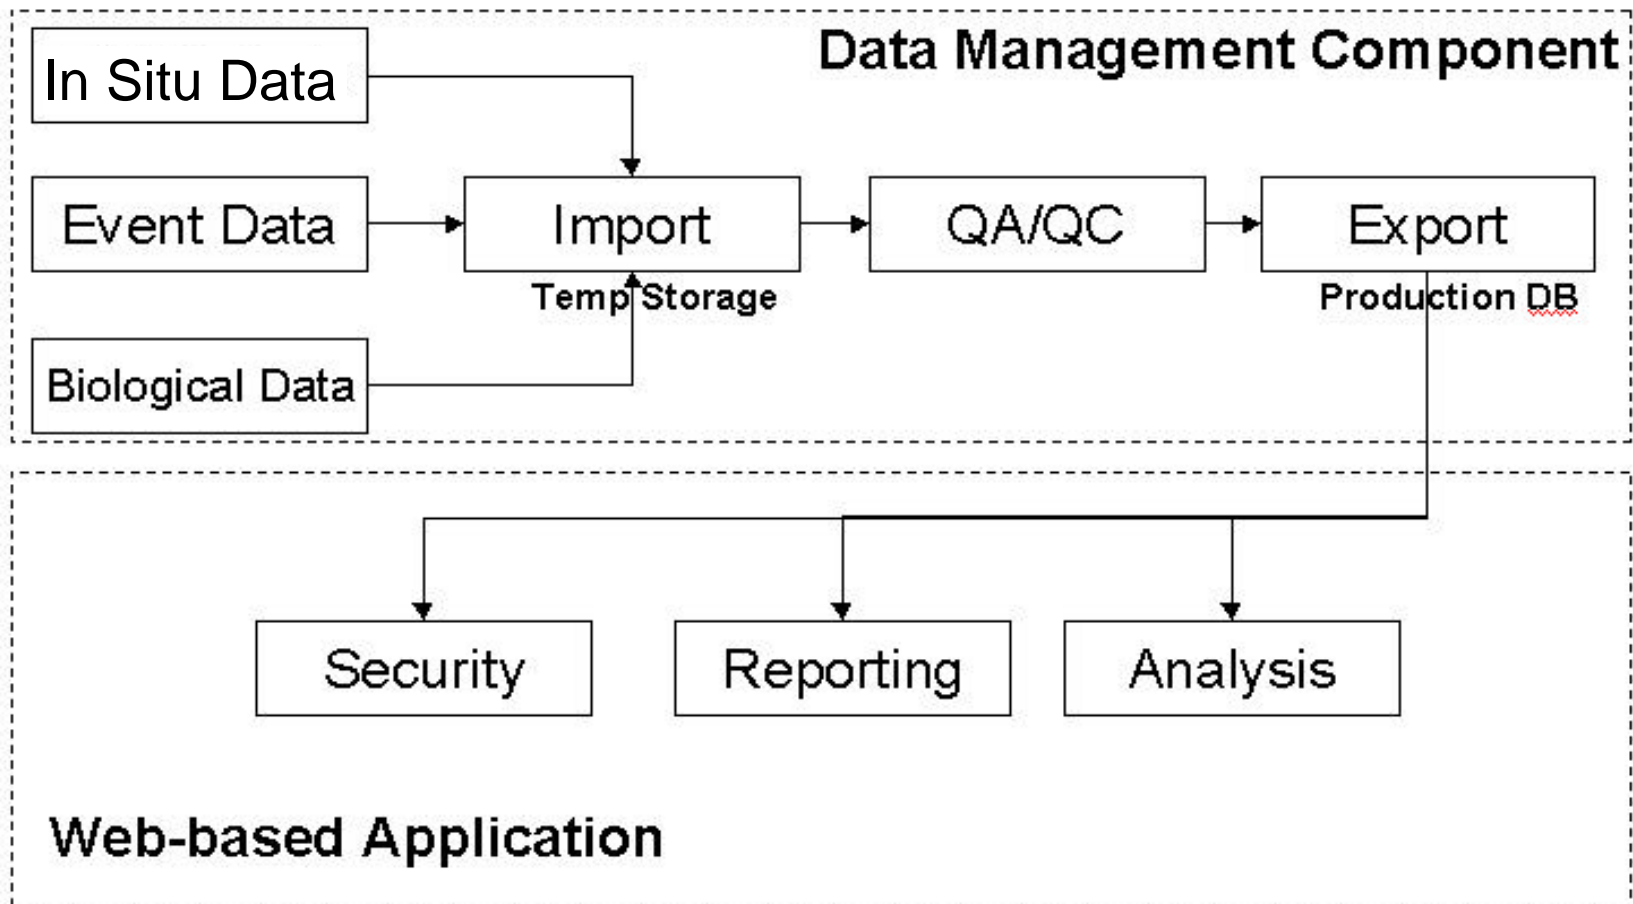 Data Management Component
In Situ Data
Event Data
Import
QA/QC
Export
Temp Storage
Production DB
Biological Data
Security
Reporting
Analysis
Web-based Application